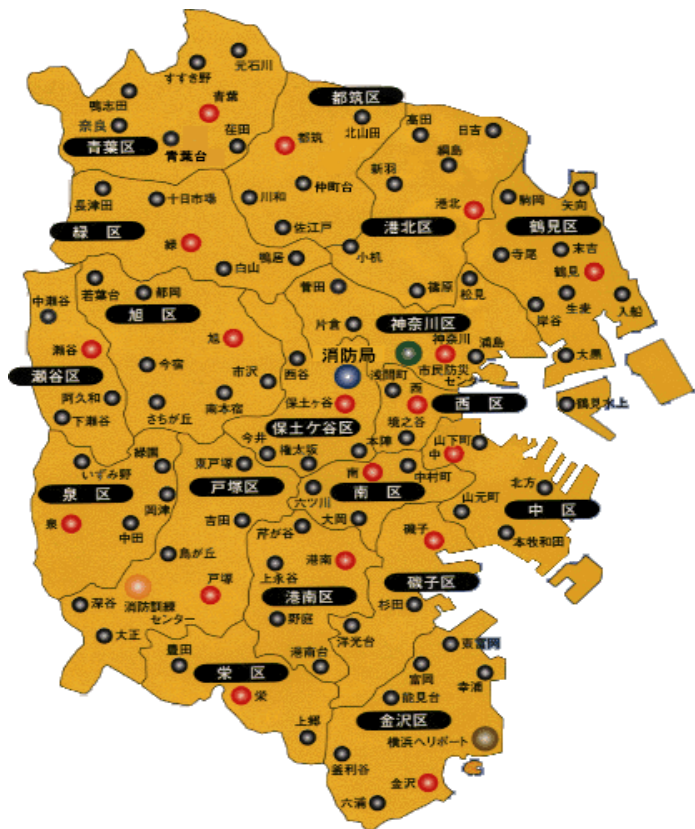 元石川
すすき野
鴨志田
青葉
都筑区
奈良
荏田
都筑
北山田
高田
日吉
青葉区
青葉台
綱島
新羽
長津田
十日市場
川和
仲町台
港北
駒岡
矢向
緑 区
佐江戸
港北区
鶴見区
緑
鴨居
小机
寺尾
末吉
白山
鶴見
中瀬谷
若葉台
都岡
菅田
篠原
松見
生麦
入船
旭 区
片倉
神奈川区
岸谷
瀬谷
旭
消防局
神奈川
浦島
大黒
今宿
西谷
浅間町
市民防災
センター
瀬谷区
市沢
西
西 区
阿久和
さちが丘
南本宿
保土ヶ谷
鶴見水上
下瀬谷
保土ケ谷区
境之谷
今井
権太坂
本陣
山下町
緑園
東戸塚
中
いずみ野
南
中村町
泉 区
戸塚区
南 区
北方
岡津
六ツ川
山元町
中 区
泉
中田
吉田
芹が谷
大岡
磯子
本牧和田
鳥が丘
港南
上永谷
戸塚
磯子区
深谷
消防訓練
センター
港南区
杉田
大正
野庭
洋光台
東富岡
豊田
港南台
富岡
幸浦
栄 区
栄
能見台
上郷
金沢区
横浜ヘリポート
釜利谷
金沢
六浦